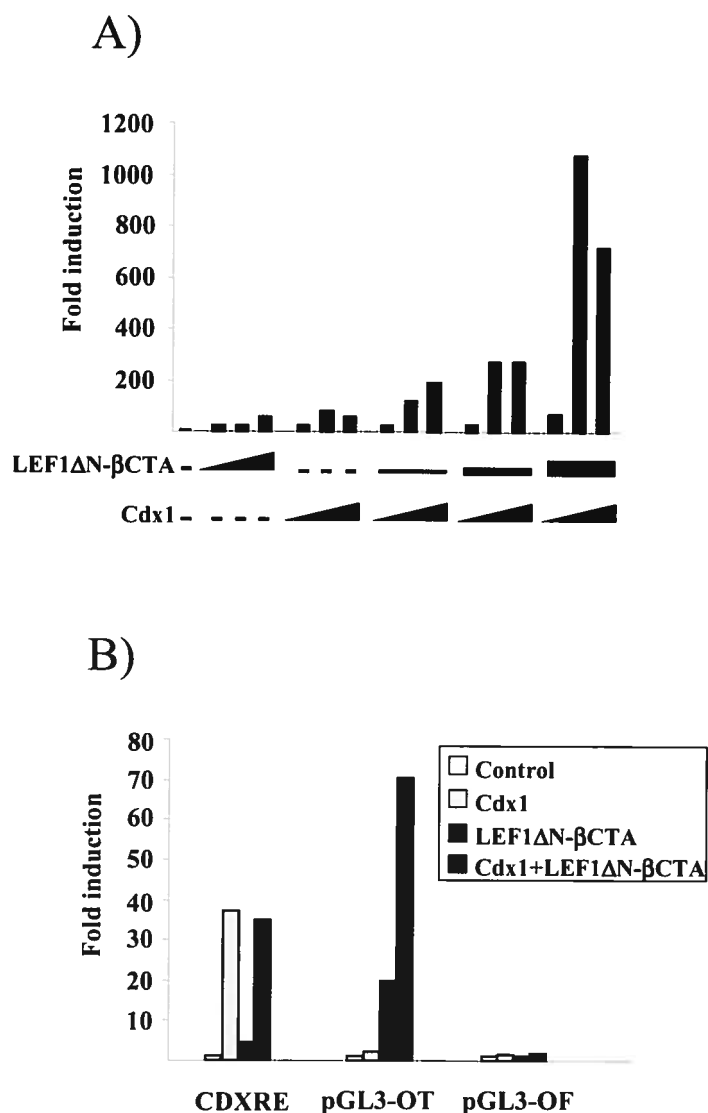 A)
1200
1000
800
600
400
200
Fold induction
LEF1ΔN-βCTA - 
Cdx1 - - - -
B)
80
70
60
50
40
30
20
10
Fold induction
Control
Cdx1
LEF1ΔN-βCTA
Cdx1+LEF1ΔN-βCTA
CDXRE pGL3-OT pGL3-OF